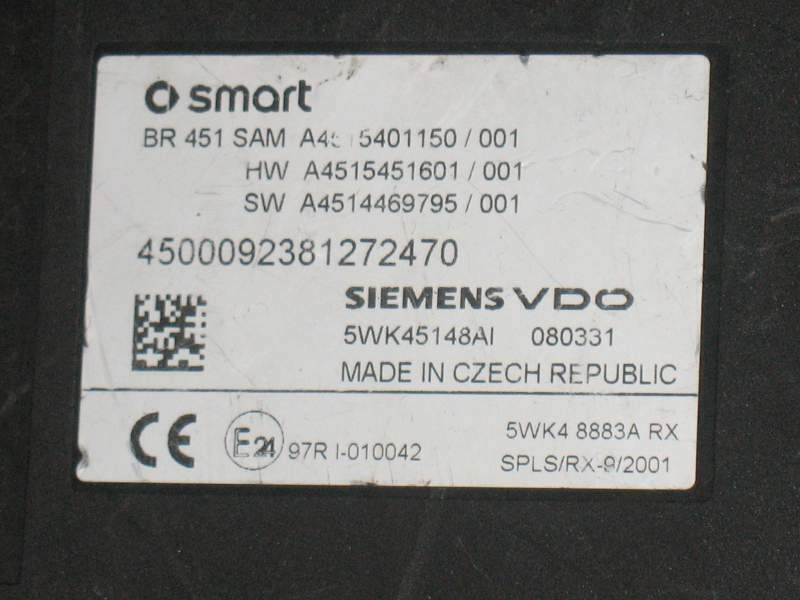 smart
BR 451 SAM A4515401150 / 001
HW A4515451601 / 001
SW A4514469795 / 001
4500092381272470
SIEMENS VDO
5WK45148AI 080331
MADE IN CZECH REPUBLIC
CE E24 97R I-010042
5WK4 8883A RX
SPLS/RX-9/2001